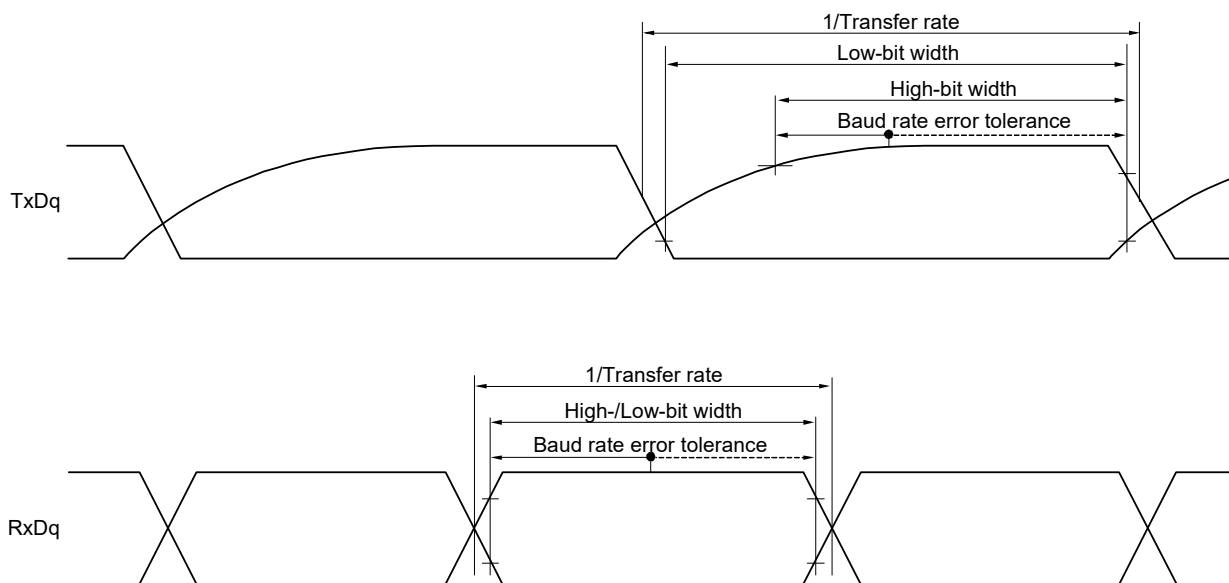 1/Transfer rate
Low-bit width
High-bit width
Baud rate error tolerance
TxDq
1/Transfer rate
High-/Low-bit width
Baud rate error tolerance
RxDq